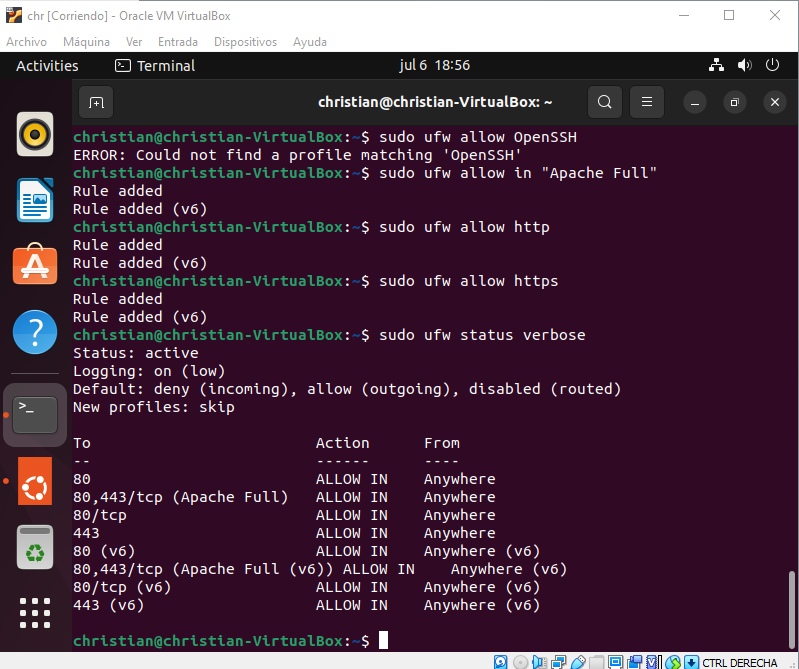 chr [Corriendo] - Oracle VM VirtualBox
Archivo Máquina Ver Entrada Dispositivos Ayuda
Activities Terminal jul 6 18:56
christian@christian-VirtualBox: ~
christian@christian-VirtualBox:~$ sudo ufw allow OpenSSH
ERROR: Could not find a profile matching 'OpenSSH'
christian@christian-VirtualBox:~$ sudo ufw allow in "Apache Full"
Rule added
Rule added (v6)
christian@christian-VirtualBox:~$ sudo ufw allow http
Rule added
Rule added (v6)
christian@christian-VirtualBox:~$ sudo ufw allow https
Rule added
Rule added (v6)
christian@christian-VirtualBox:~$ sudo ufw status verbose
Status: active
Logging: on (low)
Default: deny (incoming), allow (outgoing), disabled (routed)
New profiles: skip
To Action From
-- ------ ----
80 ALLOW IN Anywhere
80,443/tcp (Apache Full) ALLOW IN Anywhere
80/tcp ALLOW IN Anywhere
443 ALLOW IN Anywhere
80 (v6) ALLOW IN Anywhere (v6)
80,443/tcp (Apache Full (v6)) ALLOW IN Anywhere (v6)
80/tcp (v6) ALLOW IN Anywhere (v6)
443 (v6) ALLOW IN Anywhere (v6)
christian@christian-VirtualBox:~$
CTRL DERECHA